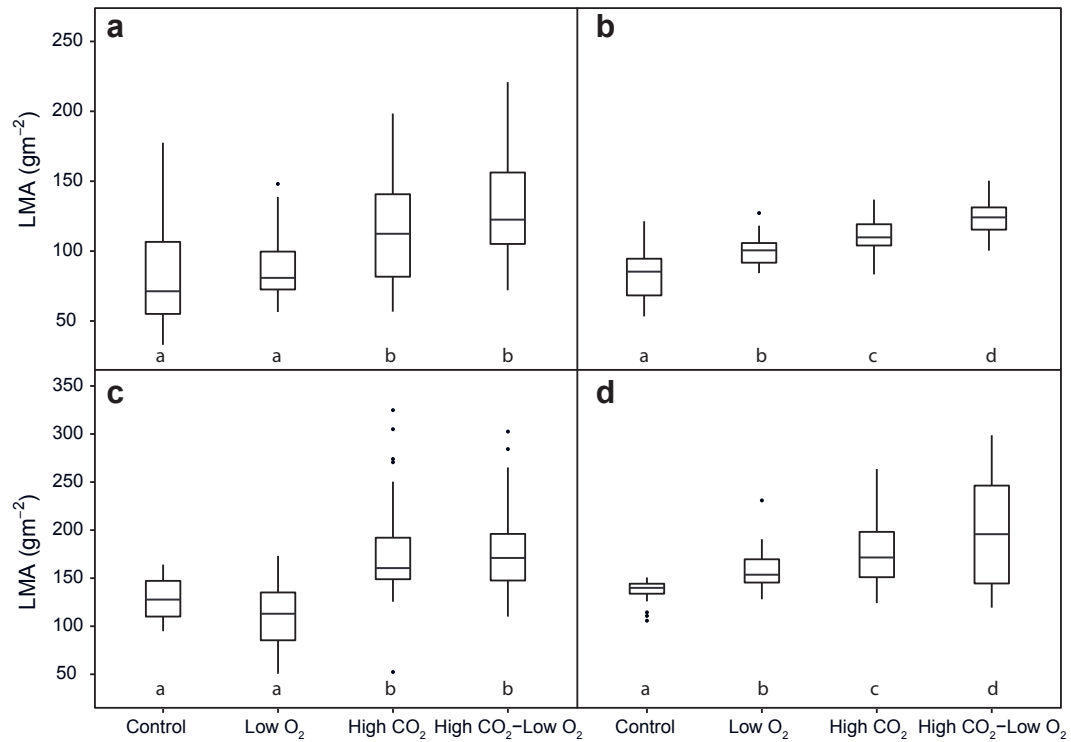 a
b
LMA (gm⁻²)
250
200
150
100
50
a a b b
a b c d
c
d
LMA (gm⁻²)
350
300
250
200
150
100
50
a a b b
a b c d
Control Low O₂ High CO₂ High CO₂−Low O₂
Control Low O₂ High CO₂ High CO₂−Low O₂